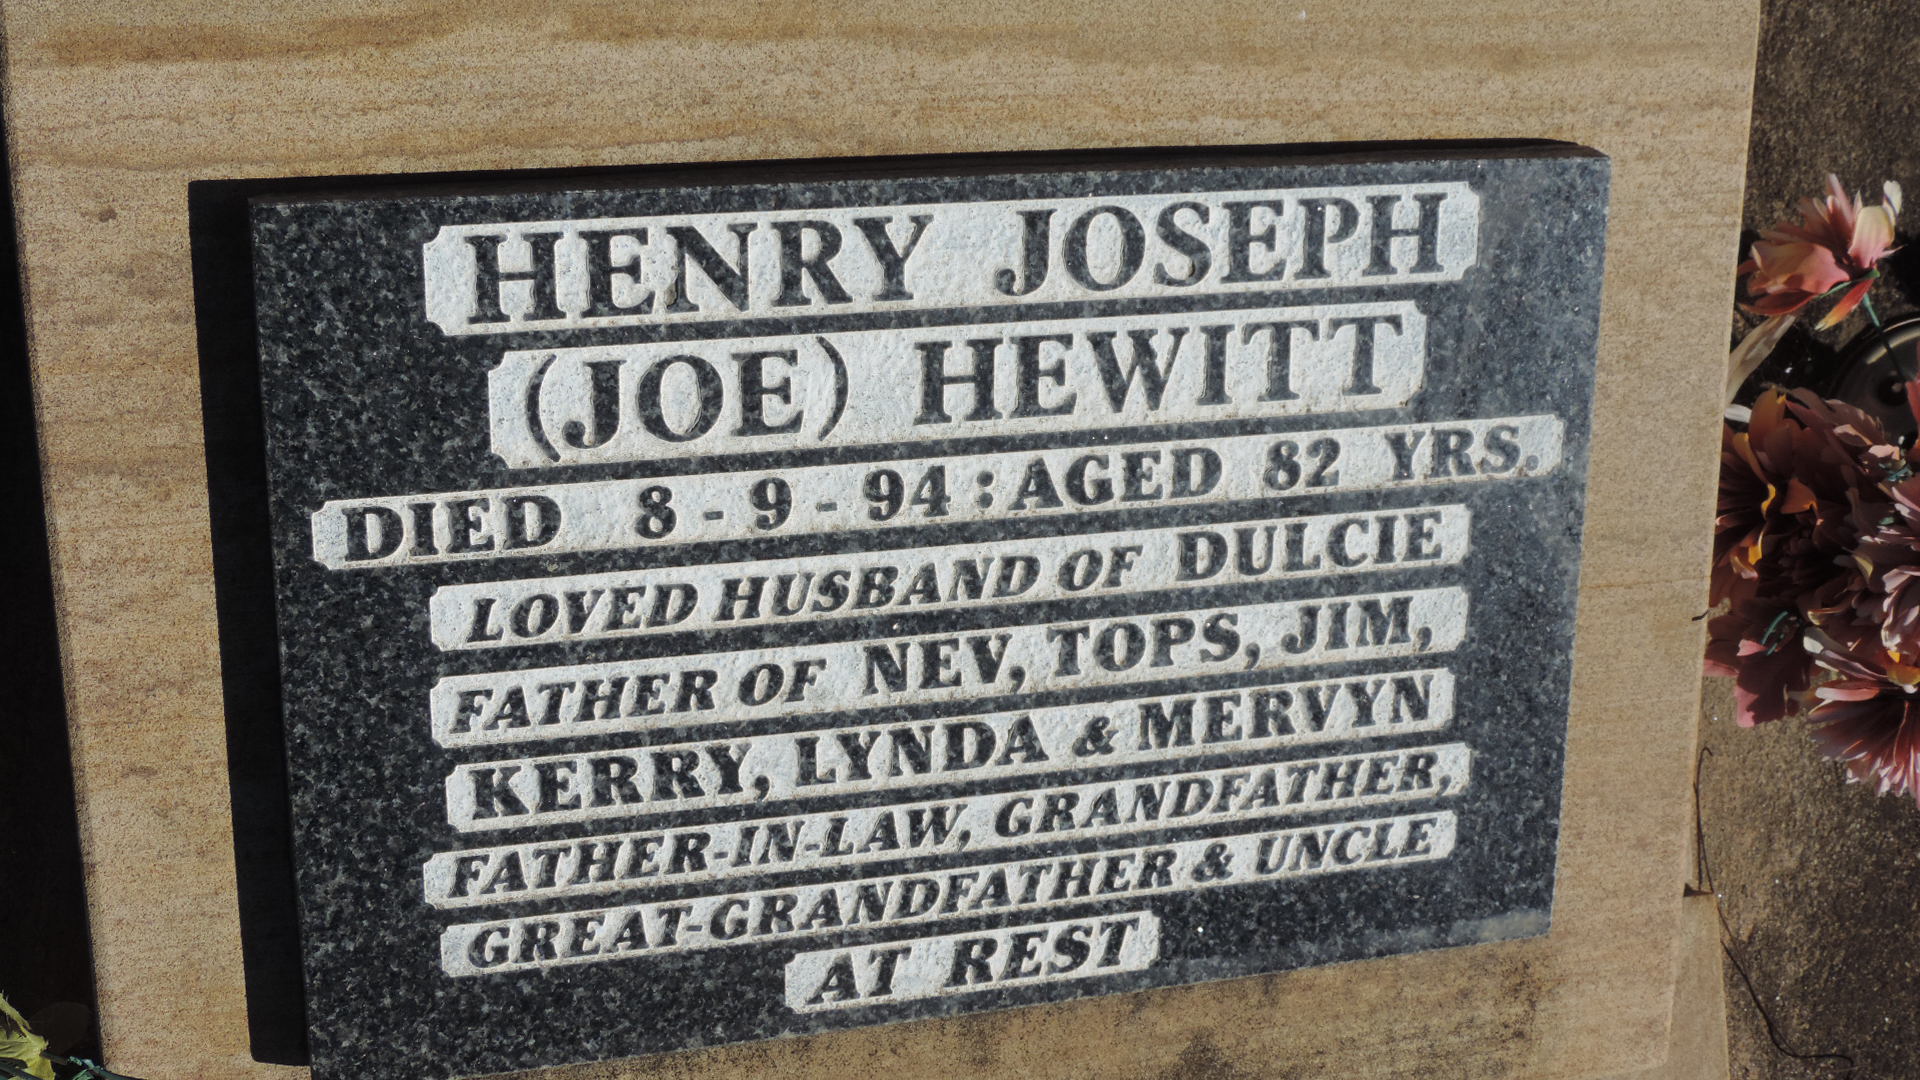 HENRY JOSEPH
(JOE) HEWITT
DIED 8-9-94: AGED 82 YRS.
LOVED HUSBAND OF DULCIE
FATHER OF NEV, TOPS, JIM,
KERRY, LYNDA & MERVYN
FATHER-IN-LAW, GRANDFATHER,
GREAT-GRANDFATHER & UNCLE
AT REST